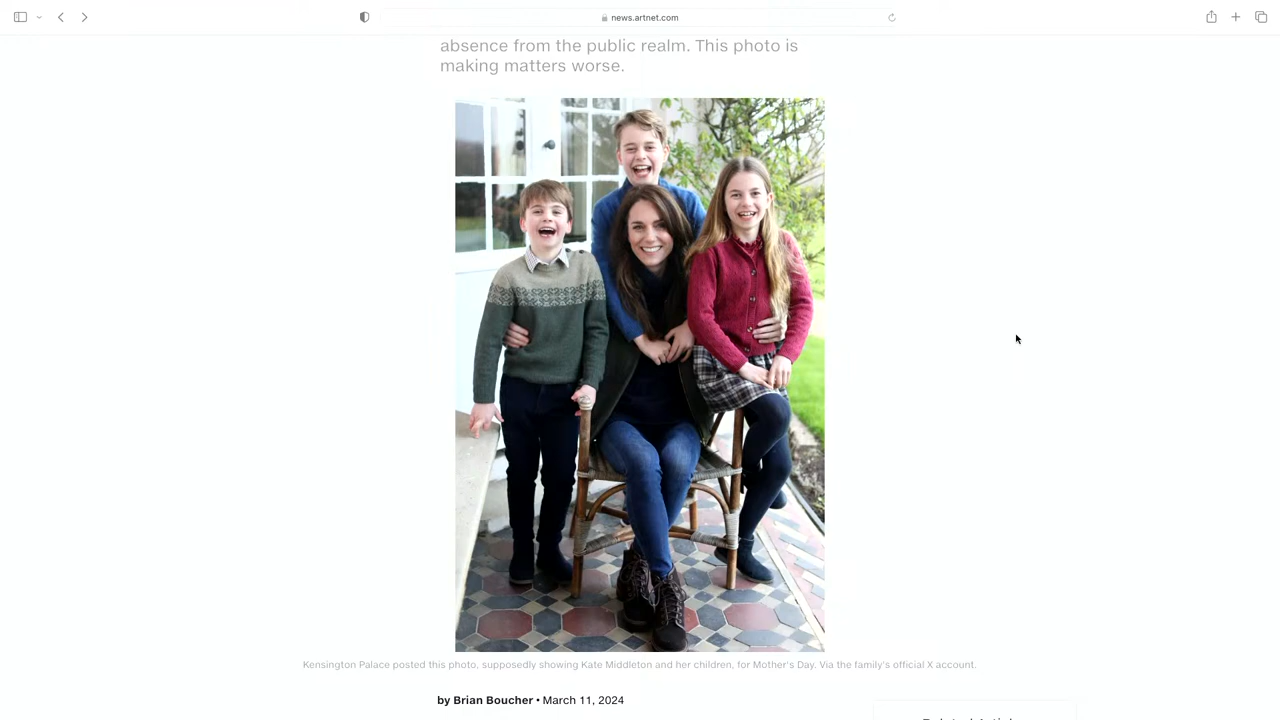 news.artnet.com
absence from the public realm. This photo is
making matters worse.
Kensington Palace posted this photo, supposedly showing Kate Middleton and her children, for Mother's Day. Via the family's official X account.
by Brian Boucher • March 11, 2024